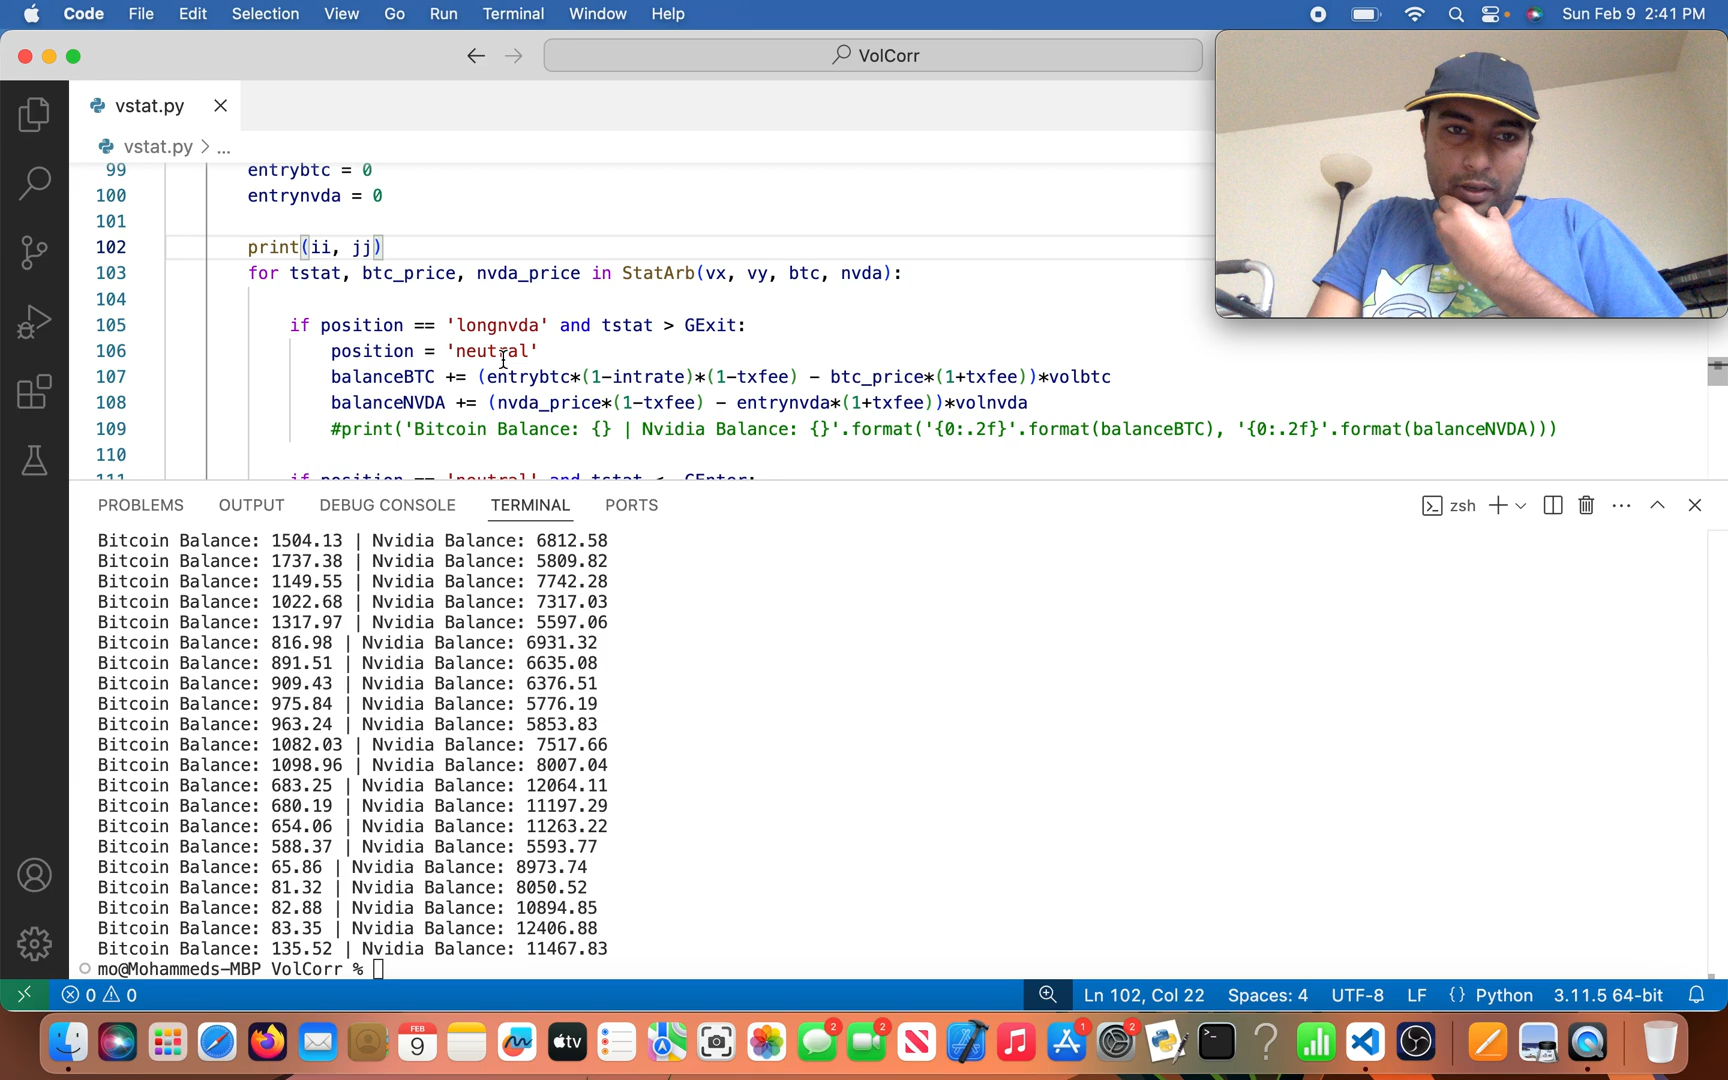 Code File Edit Selection View Go Run Terminal Window Help Sun Feb 9 2:41 PM
VolCorr
vstat.py
vstat.py > ...
99 entrybtc = 0
100 entrynvda = 0
101
102 print(ii, jj)
103 for tstat, btc_price, nvda_price in StatArb(vx, vy, btc, nvda):
104
105 if position == 'longnvda' and tstat > GExit:
106 position = 'neutral'
107 balanceBTC += (entrybtc*(1-intrate)*(1-txfee) - btc_price*(1+txfee))*volbtc
108 balanceNVDA += (nvda_price*(1-txfee) - entrynvda*(1+txfee))*volnvda
109 #print('Bitcoin Balance: {} | Nvidia Balance: {}'.format('{0:.2f}'.format(balanceBTC), '{0:.2f}'.format(balanceNVDA)))
110
111 if position == 'neutral' and tstat < GEnter:
PROBLEMS OUTPUT DEBUG CONSOLE TERMINAL PORTS zsh
Bitcoin Balance: 1504.13 | Nvidia Balance: 6812.58
Bitcoin Balance: 1737.38 | Nvidia Balance: 5809.82
Bitcoin Balance: 1149.55 | Nvidia Balance: 7742.28
Bitcoin Balance: 1022.68 | Nvidia Balance: 7317.03
Bitcoin Balance: 1317.97 | Nvidia Balance: 5597.06
Bitcoin Balance: 816.98 | Nvidia Balance: 6931.32
Bitcoin Balance: 891.51 | Nvidia Balance: 6635.08
Bitcoin Balance: 909.43 | Nvidia Balance: 6376.51
Bitcoin Balance: 975.84 | Nvidia Balance: 5776.19
Bitcoin Balance: 963.24 | Nvidia Balance: 5853.83
Bitcoin Balance: 1082.03 | Nvidia Balance: 7517.66
Bitcoin Balance: 1098.96 | Nvidia Balance: 8007.04
Bitcoin Balance: 683.25 | Nvidia Balance: 12064.11
Bitcoin Balance: 680.19 | Nvidia Balance: 11197.29
Bitcoin Balance: 654.06 | Nvidia Balance: 11263.22
Bitcoin Balance: 588.37 | Nvidia Balance: 5593.77
Bitcoin Balance: 65.86 | Nvidia Balance: 8973.74
Bitcoin Balance: 81.32 | Nvidia Balance: 8050.52
Bitcoin Balance: 82.88 | Nvidia Balance: 10894.85
Bitcoin Balance: 83.35 | Nvidia Balance: 12406.88
Bitcoin Balance: 135.52 | Nvidia Balance: 11467.83
mo@Mohammeds-MBP VolCorr %
0 0 Ln 102, Col 22 Spaces: 4 UTF-8 LF {} Python 3.11.5 64-bit
FEB 9 tv 2 2 1 2